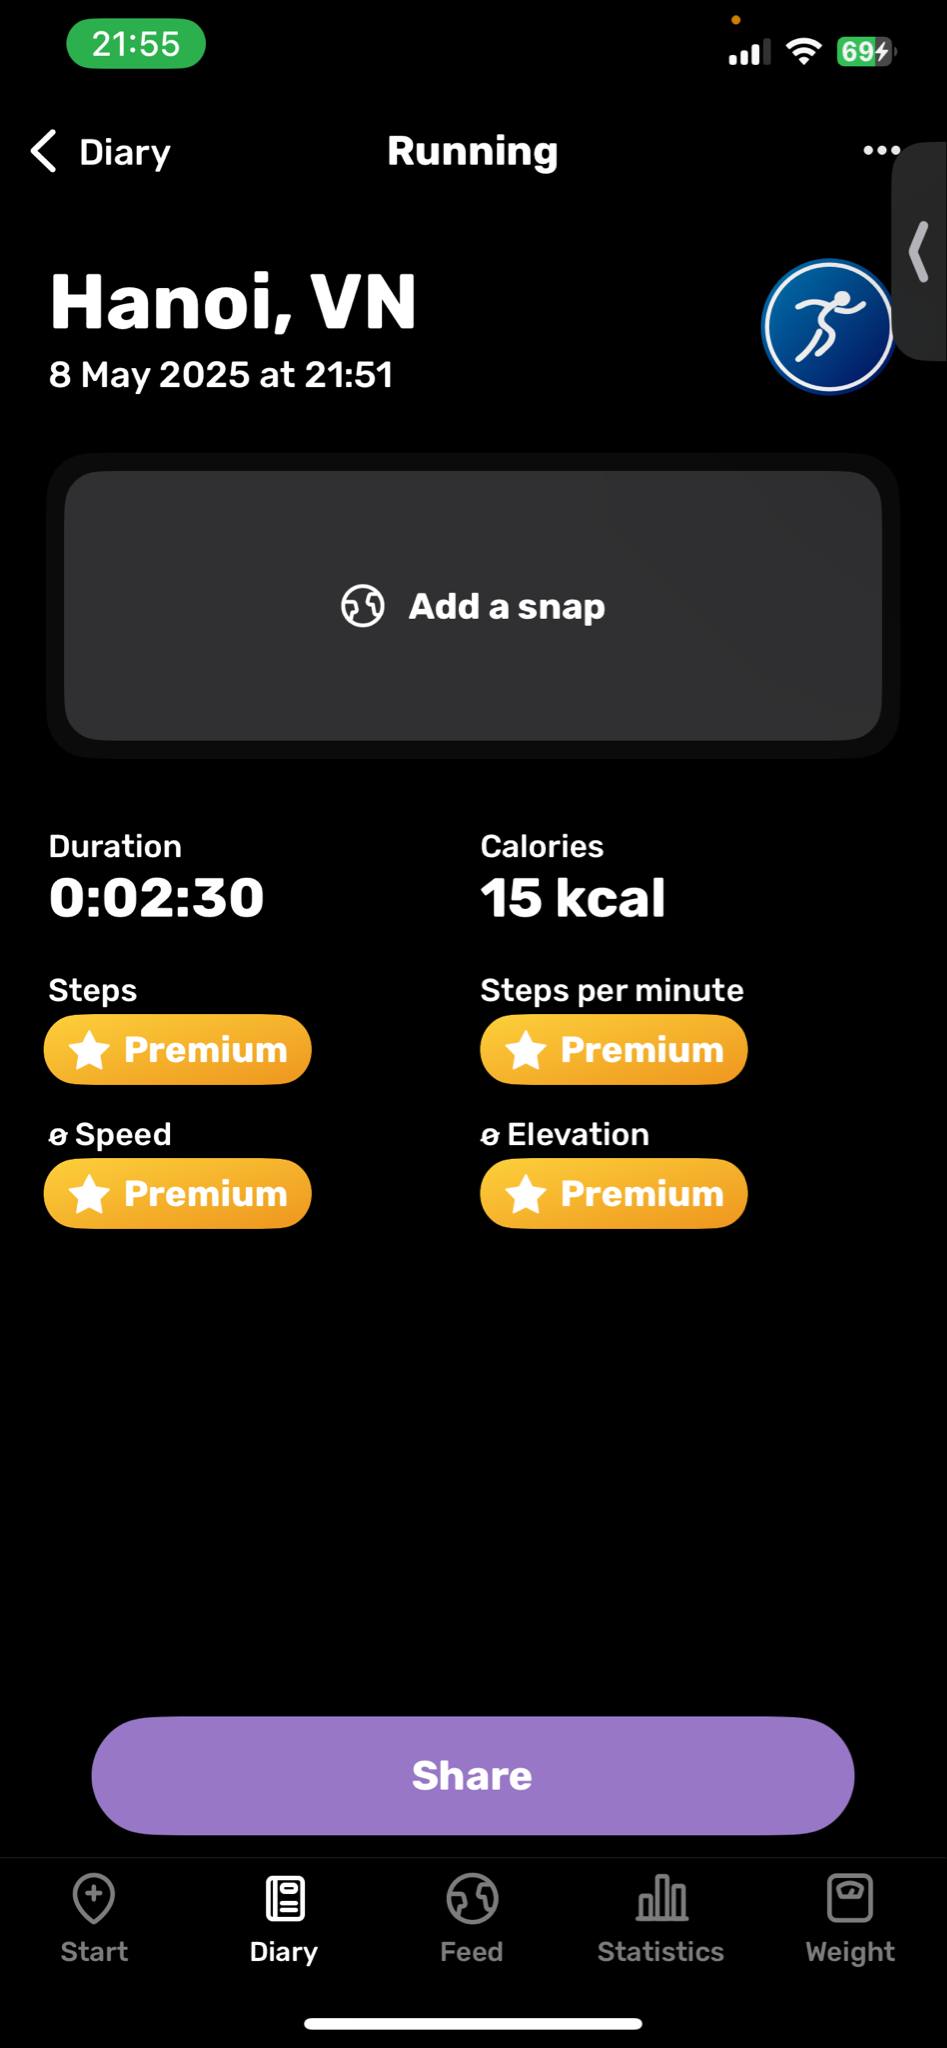 21:55
69
Diary
Running
Hanoi, VN
8 May 2025 at 21:51
Add a snap
Duration
Calories
0:02:30
15 kcal
Steps
Steps per minute
Premium
Premium
ø Speed
ø Elevation
Premium
Premium
Share
Start
Diary
Feed
Statistics
Weight